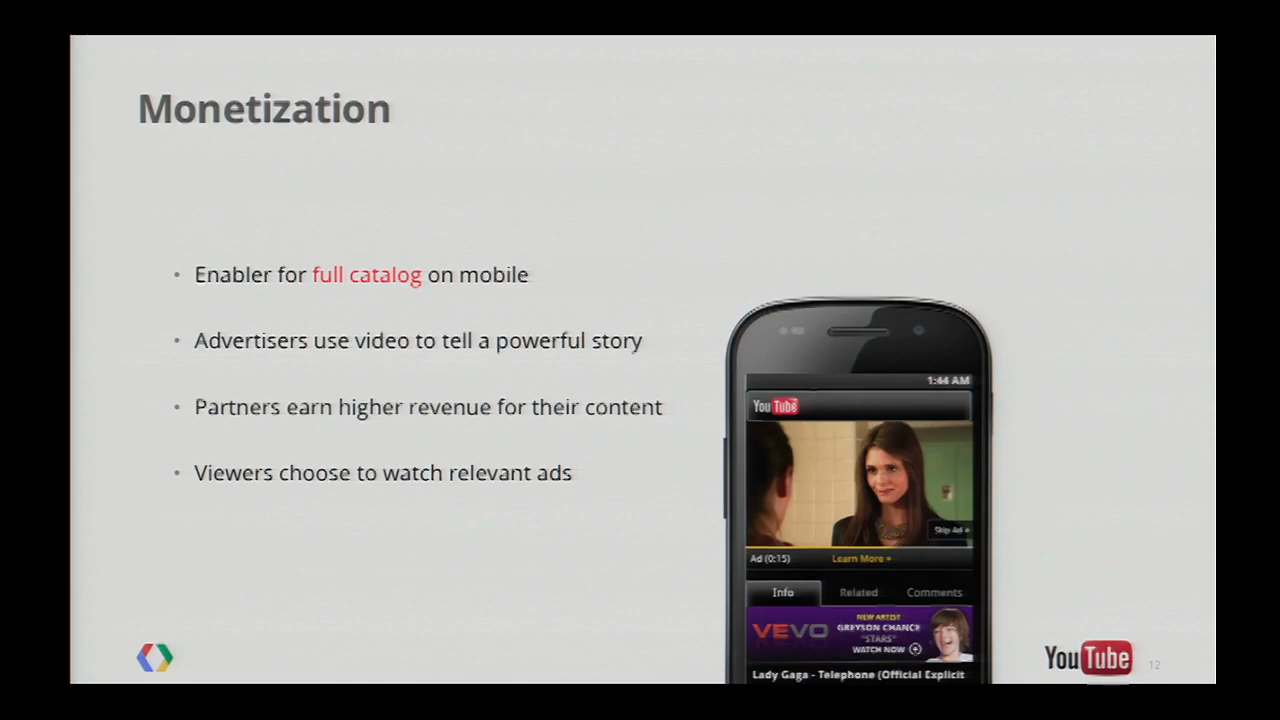 Monetization
• Enabler for full catalog on mobile
• Advertisers use video to tell a powerful story
• Partners earn higher revenue for their content
• Viewers choose to watch relevant ads
1:44 AM
YouTube
Skip Ad »
Ad (0:15) Learn More »
Info Related Comments
VEVO
NEW ARTIST
GREYSON CHANCE
"STARS"
WATCH NOW
Lady Gaga - Telephone (Official Explicit
YouTube 12